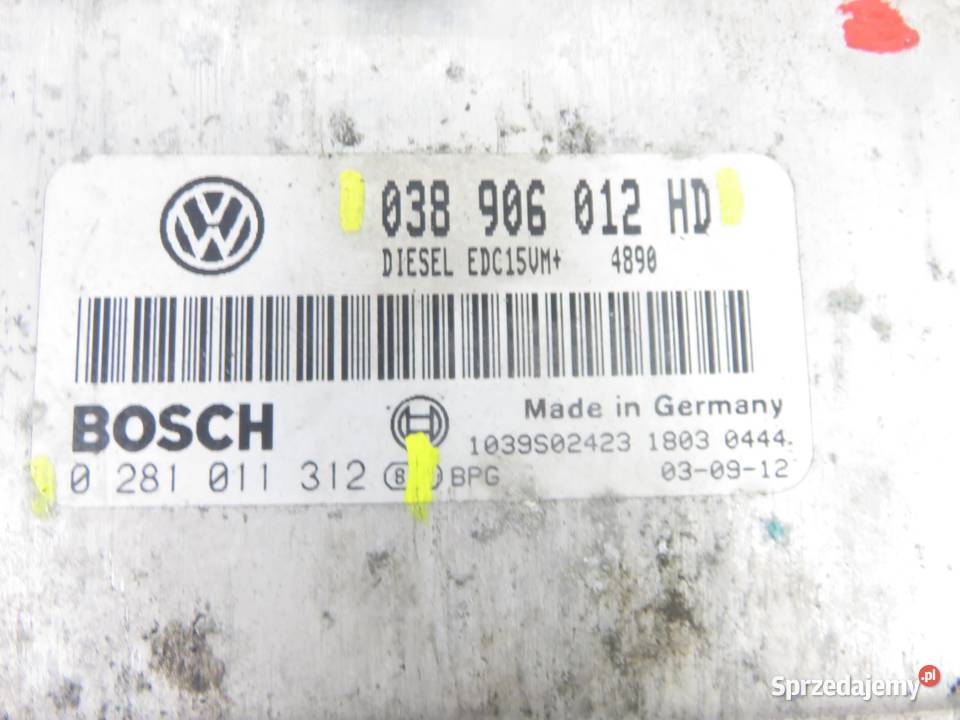 038 906 012 HD
DIESEL EDC15VM+ 4890
BOSCH
Made in Germany
1039S02423 1803 0444
0 281 011 312 8 BPG
03-09-12
Sprzedajemy.pl